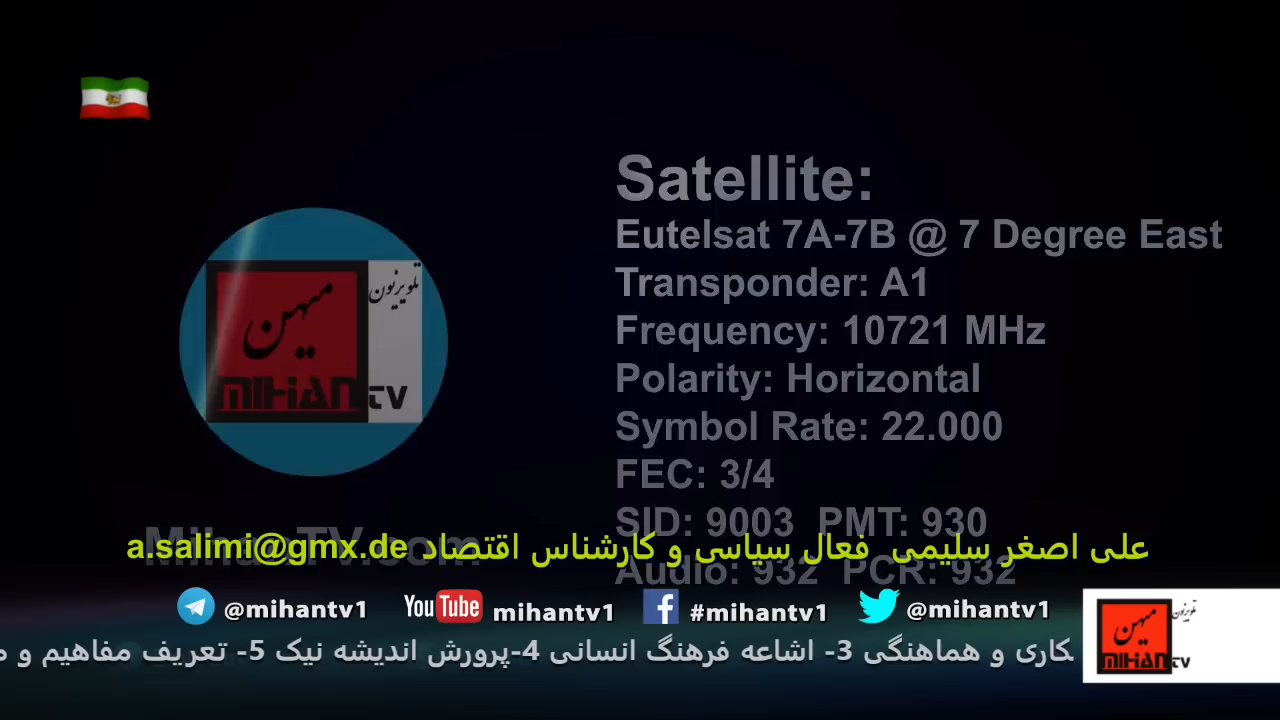 Satellite:
Eutelsat 7A-7B @ 7 Degree East
Transponder: A1
Frequency: 10721 MHz
Polarity: Horizontal
Symbol Rate: 22.000
FEC: 3/4
SID: 9003 PMT: 930
Audio: 932 PCR: 932
میهن
تلویزیون
MIHAN TV
MihanTV.com
علی اصغر سلیمی فعال سیاسی و کارشناس اقتصاد a.salimi@gmx.de
@mihantv1 YouTube mihantv1 #mihantv1 @mihantv1
کاری و هماهنگی 3- اشاعه فرهنگ انسانی 4-پرورش اندیشه نیک 5- تعریف مفاهیم و
میهن
تلویزیون
MIHAN TV